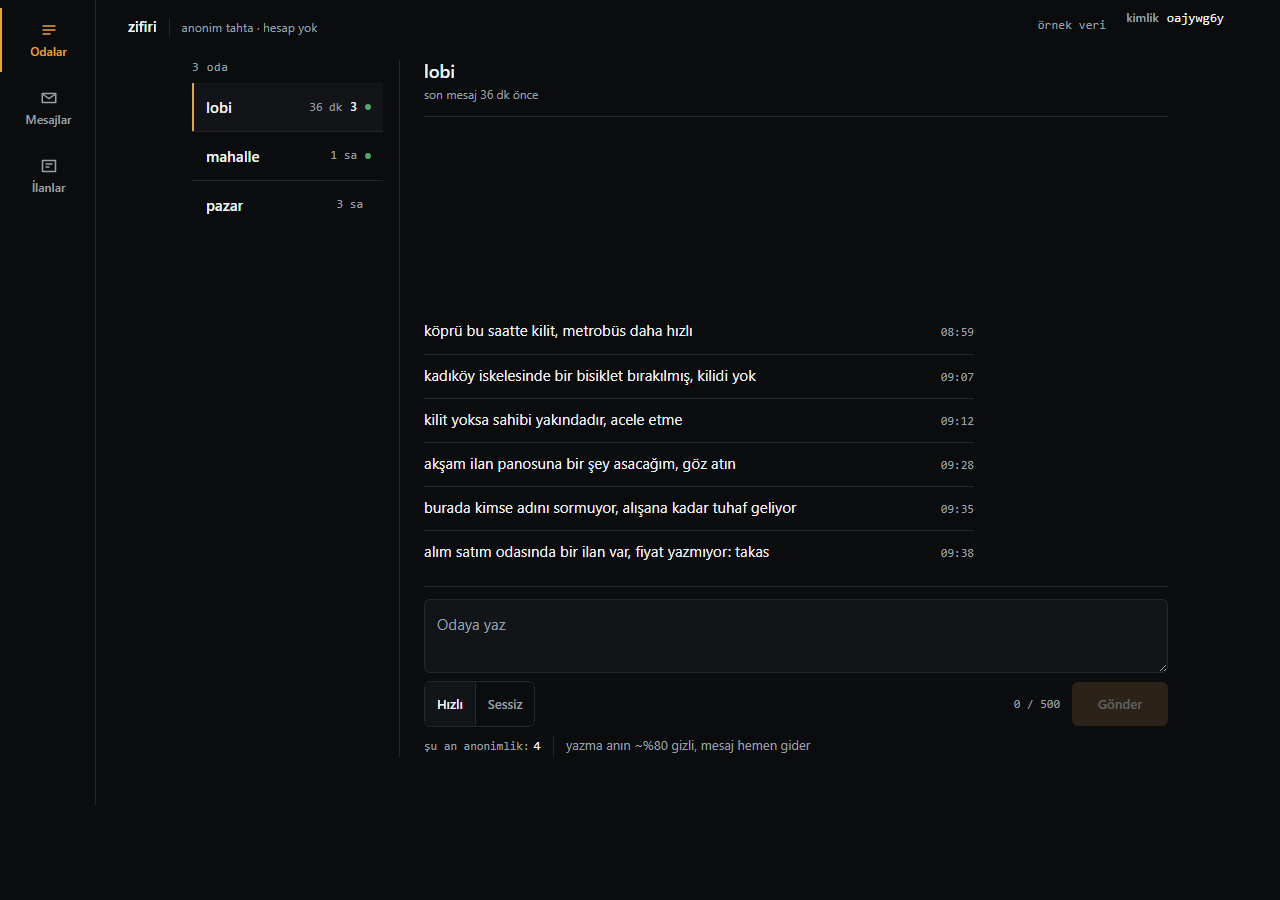 Odalar
Mesajlar
İlanlar
zifiri
anonim tahta · hesap yok
örnek veri
kimlik oajywg6y
3 oda
lobi 36 dk 3
mahalle 1 sa
pazar 3 sa
lobi
son mesaj 36 dk önce
köprü bu saatte kilit, metrobüs daha hızlı 08:59
kadıköy iskelesinde bir bisiklet bırakılmış, kilidi yok 09:07
kilit yoksa sahibi yakındadır, acele etme 09:12
akşam ilan panosuna bir şey asacağım, göz atın 09:28
burada kimse adını sormuyor, alışana kadar tuhaf geliyor 09:35
alım satım odasında bir ilan var, fiyat yazmıyor: takas 09:38
Odaya yaz
Hızlı Sessiz 0 / 500 Gönder
şu an anonimlik: 4 yazma anın ~%80 gizli, mesaj hemen gider